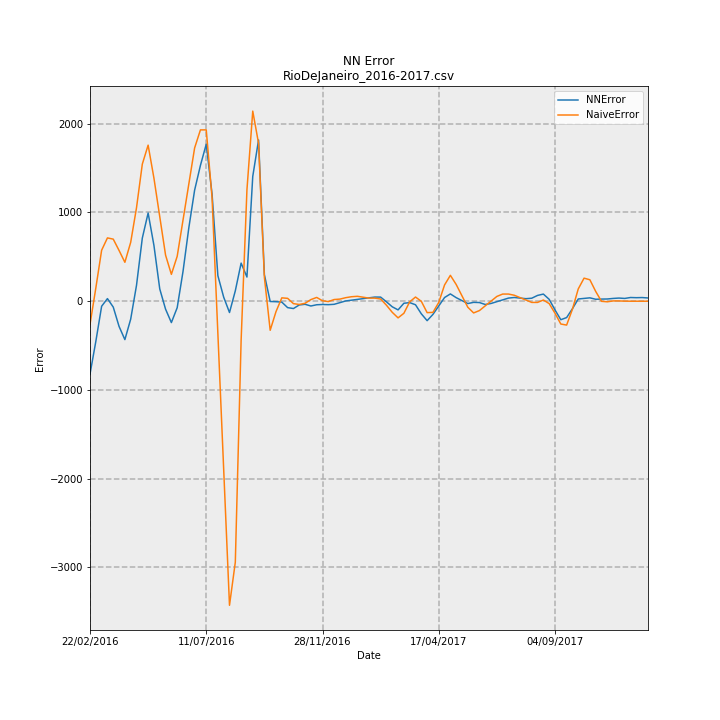 NN Error
RioDeJaneiro_2016-2017.csv
NNError
NaiveError
2000
1000
0
−1000
−2000
−3000
Error
22/02/2016 11/07/2016 28/11/2016 17/04/2017 04/09/2017
Date